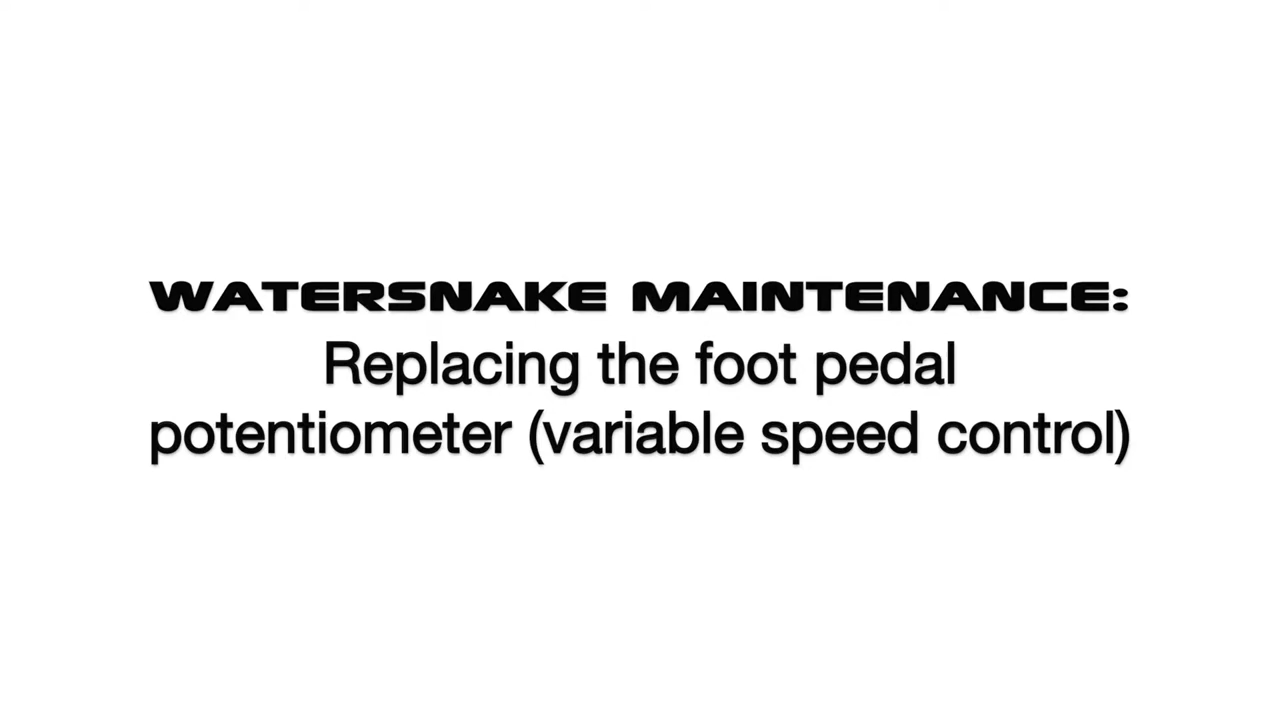 WATERSNAKE MAINTENANCE:
Replacing the foot pedal
potentiometer (variable speed control)